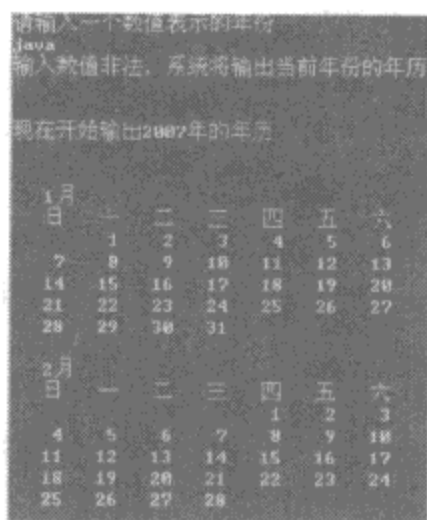 请输入一个数值表示的年份
java
输入数值非法，系统将输出当前年份的年历
现在开始输出2007年的年历
1月
日 一 二 三 四 五 六
1 2 3 4 5 6
7 8 9 10 11 12 13
14 15 16 17 18 19 20
21 22 23 24 25 26 27
28 29 30 31
2月
日 一 二 三 四 五 六
1 2 3
4 5 6 7 8 9 10
11 12 13 14 15 16 17
18 19 20 21 22 23 24
25 26 27 28